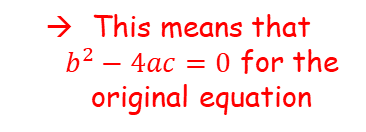 → This means that
b² − 4ac = 0 for the
original equation